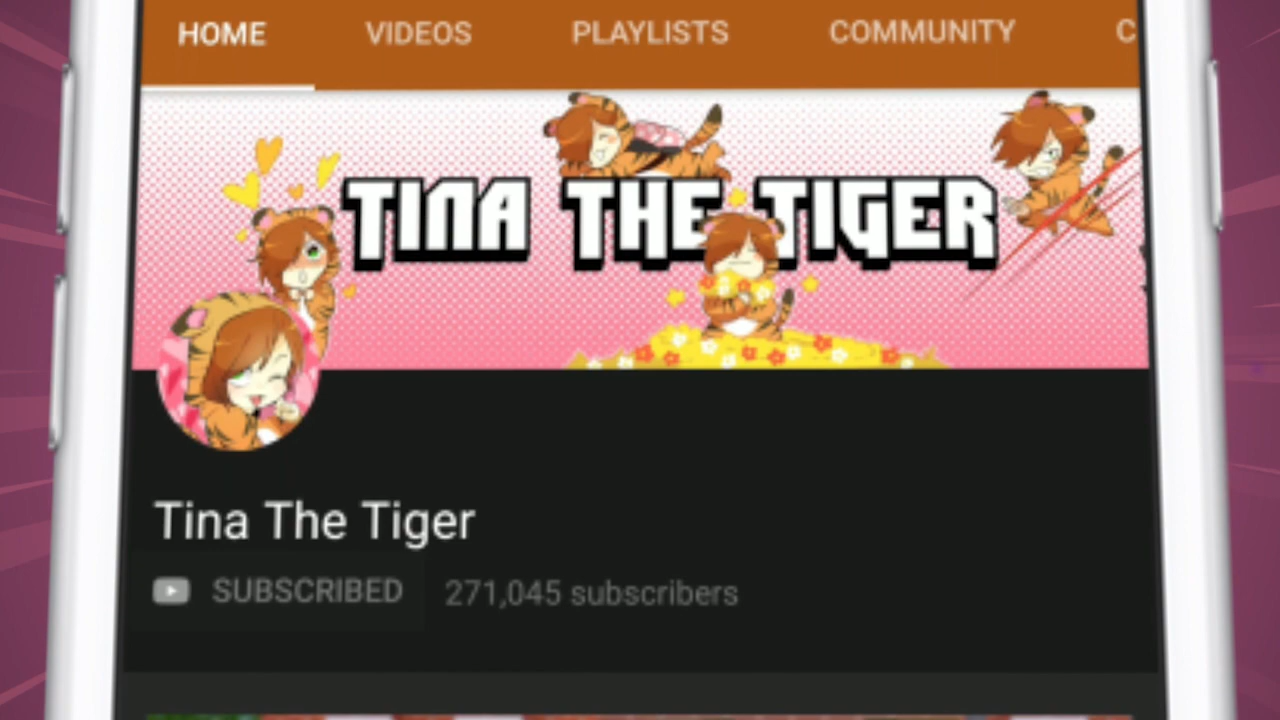 HOME VIDEOS PLAYLISTS COMMUNITY C
TINA THE TIGER
Tina The Tiger
SUBSCRIBED 271,045 subscribers